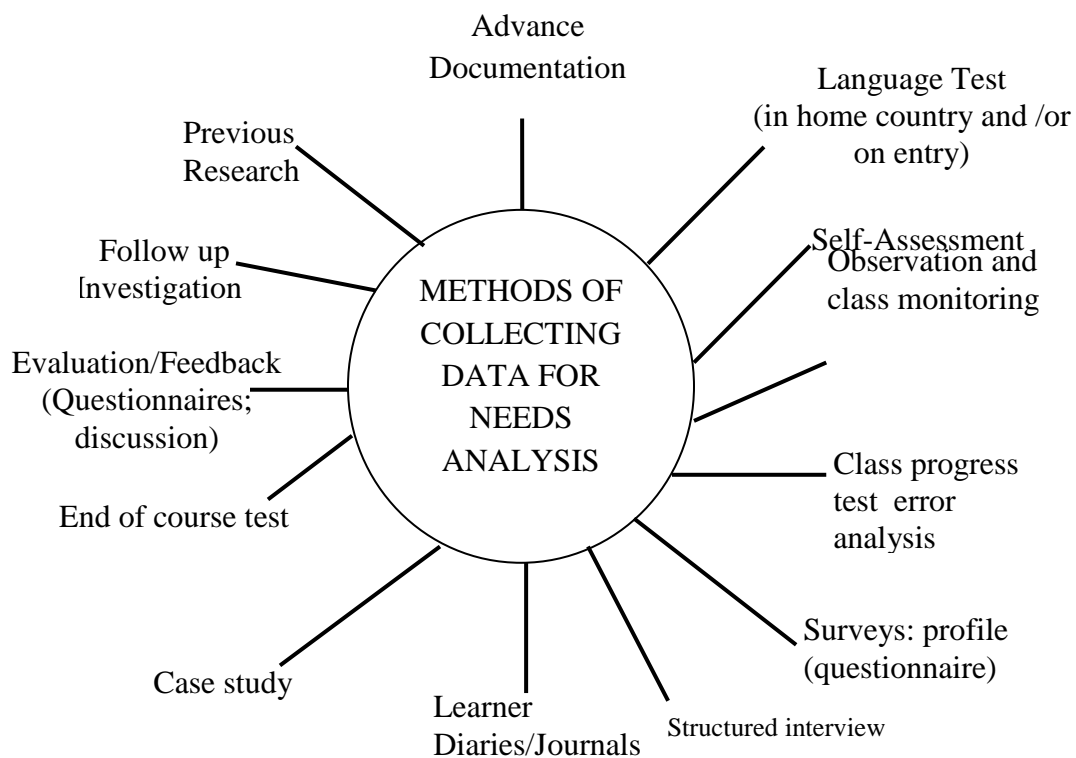 Advance
Documentation
Language Test
(in home country and /or
on entry)
Self-Assessment
Observation and
class monitoring
Class progress
test error
analysis
Surveys: profile
(questionnaire)
Structured interview
Learner
Diaries/Journals
Case study
End of course test
Evaluation/Feedback
(Questionnaires;
discussion)
Follow up
Investigation
Previous
Research
METHODS OF
COLLECTING
DATA FOR
NEEDS
ANALYSIS